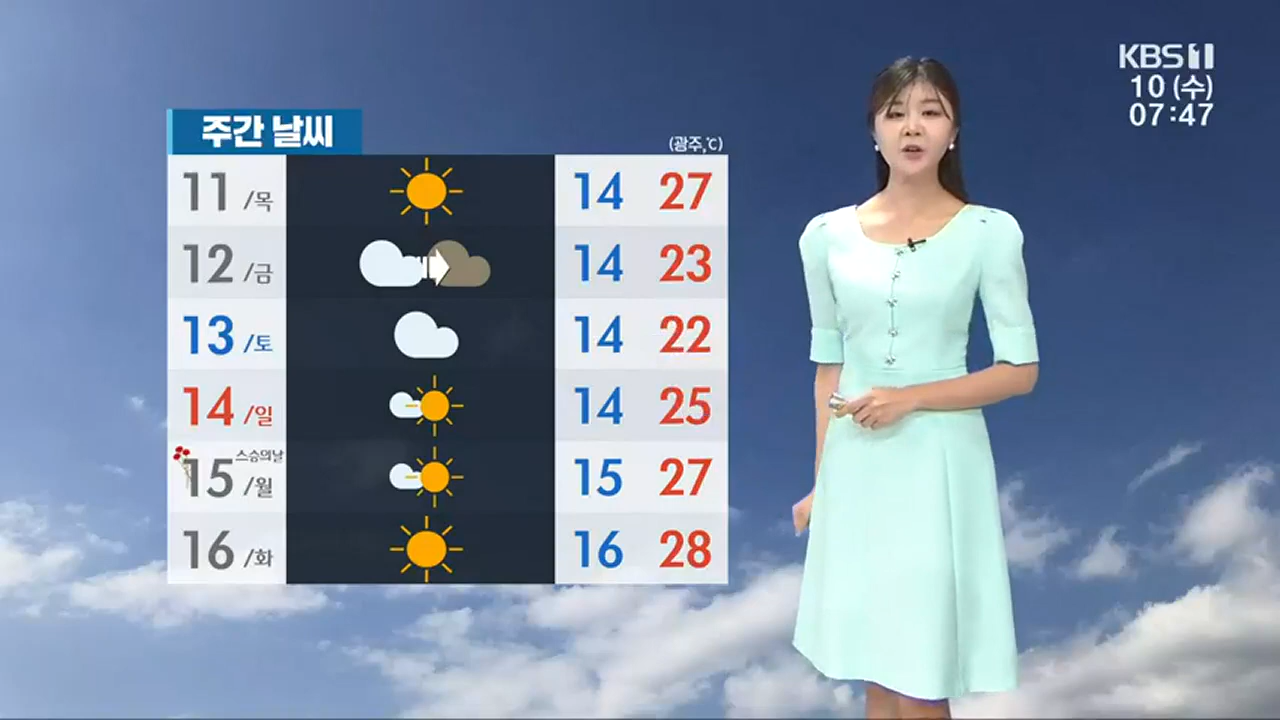 KBS 1
10 (수)
07:47
주간 날씨
(광주,℃)
11 /목 14 27
12 /금 14 23
13 /토 14 22
14 /일 14 25
스승의날
15 /월 15 27
16 /화 16 28